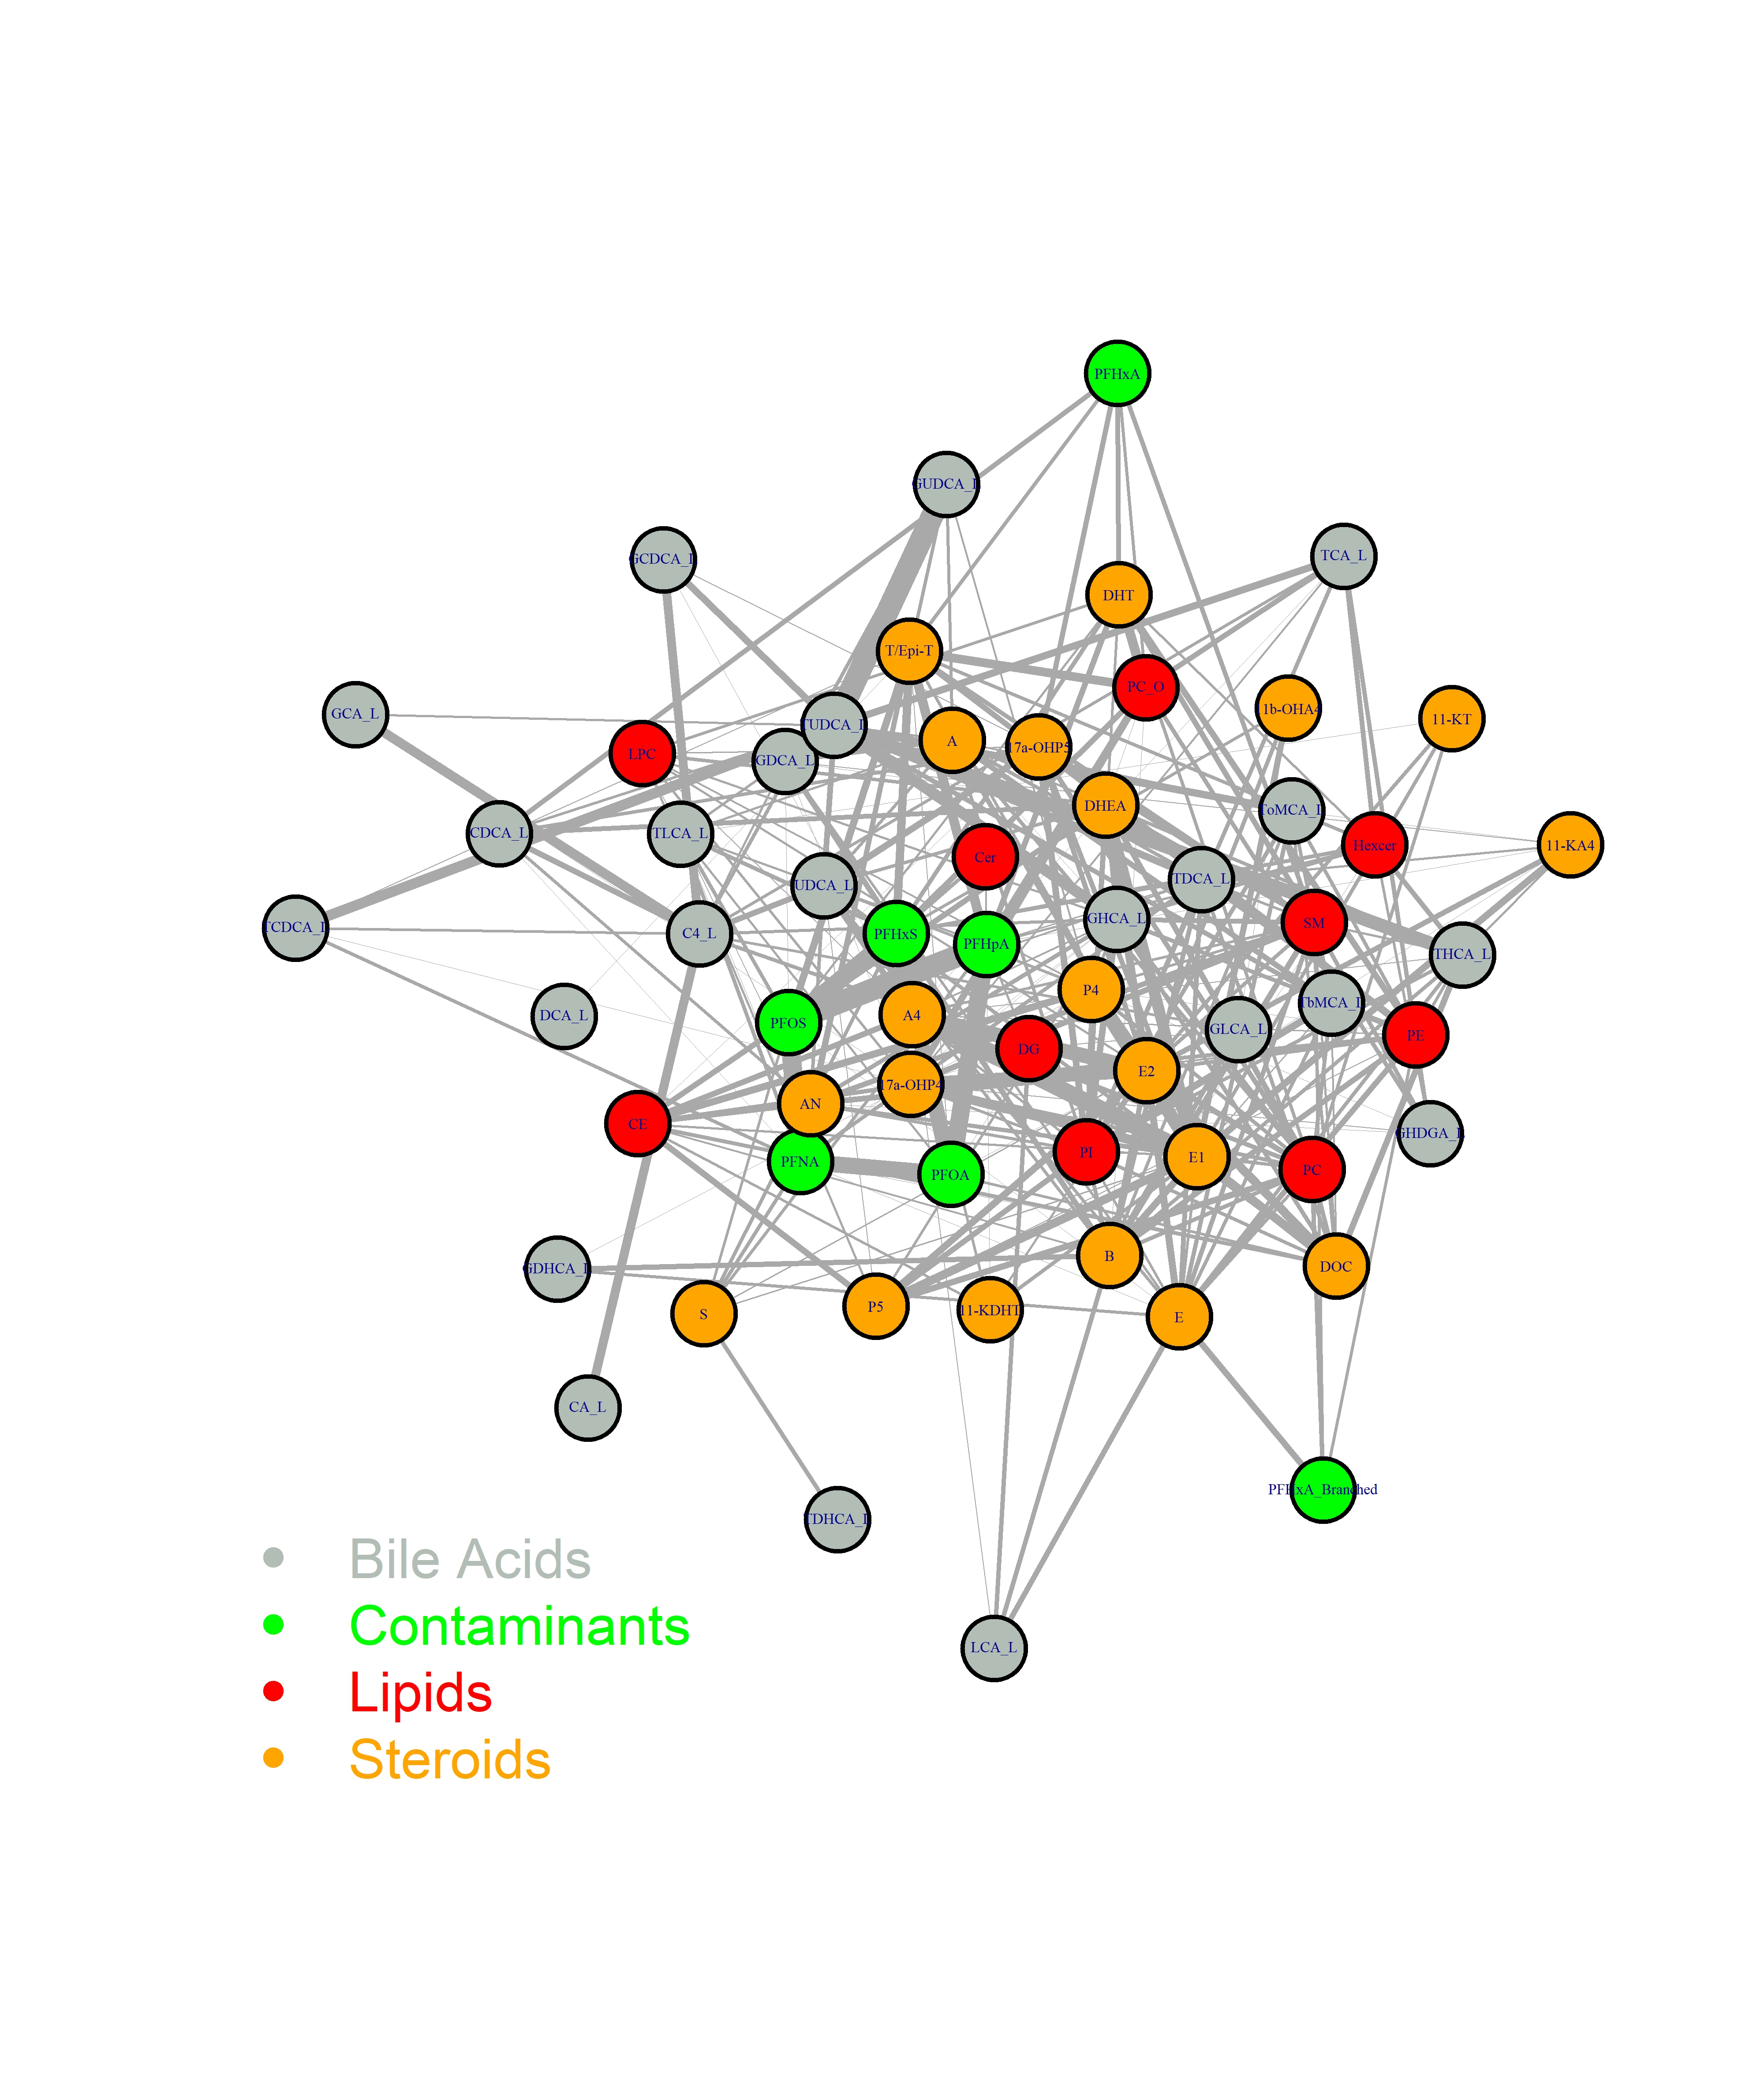 PFHxA
GUDCA_L
GCDCA_L
TCA_L
DHT
T/Epi-T
PC_O
1b-OHA4
11-KT
GCA_L
LPC
TUDCA_L
A
17a-OHP5
GDCA_L
DHEA
ToMCA_L
CDCA_L
TLCA_L
Hexcer
11-KA4
Cer
UDCA_L
TDCA_L
GHCA_L
SM
TCDCA_L
C4_L
PFHxS
PFHpA
THCA_L
P4
TbMCA_L
DCA_L
PFOS
A4
GLCA_L
DG
PE
E2
17a-OHP4
AN
CE
GHDGA_L
PFNA
PFOA
PI
E1
PC
GDHCA_L
B
DOC
S
P5
11-KDHT
E
CA_L
PFHxA_Branched
TDHCA_L
LCA_L
Bile Acids
Contaminants
Lipids
Steroids